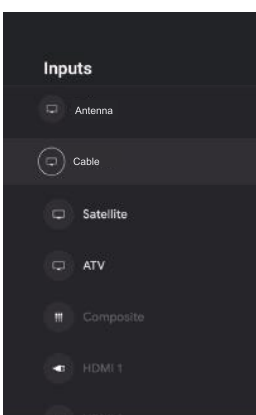 Inputs
Antenna
Cable
Satellite
ATV
Composite
HDMI 1